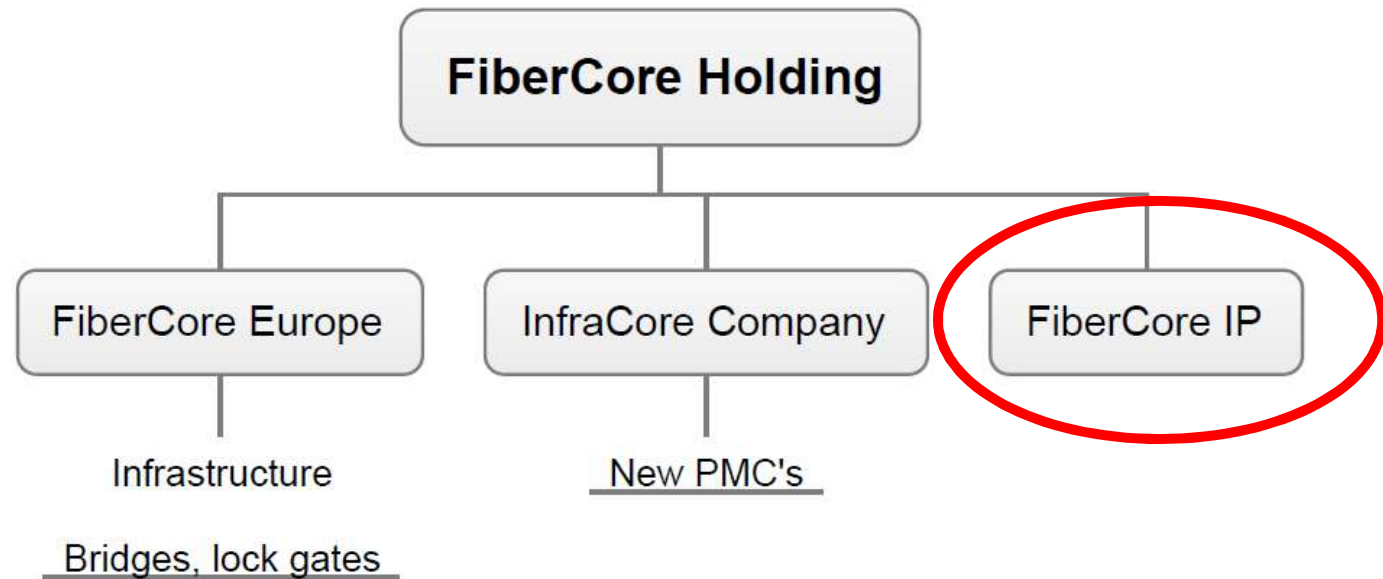 FiberCore Holding
FiberCore Europe
InfraCore Company
FiberCore IP
Infrastructure
New PMC's
Bridges, lock gates